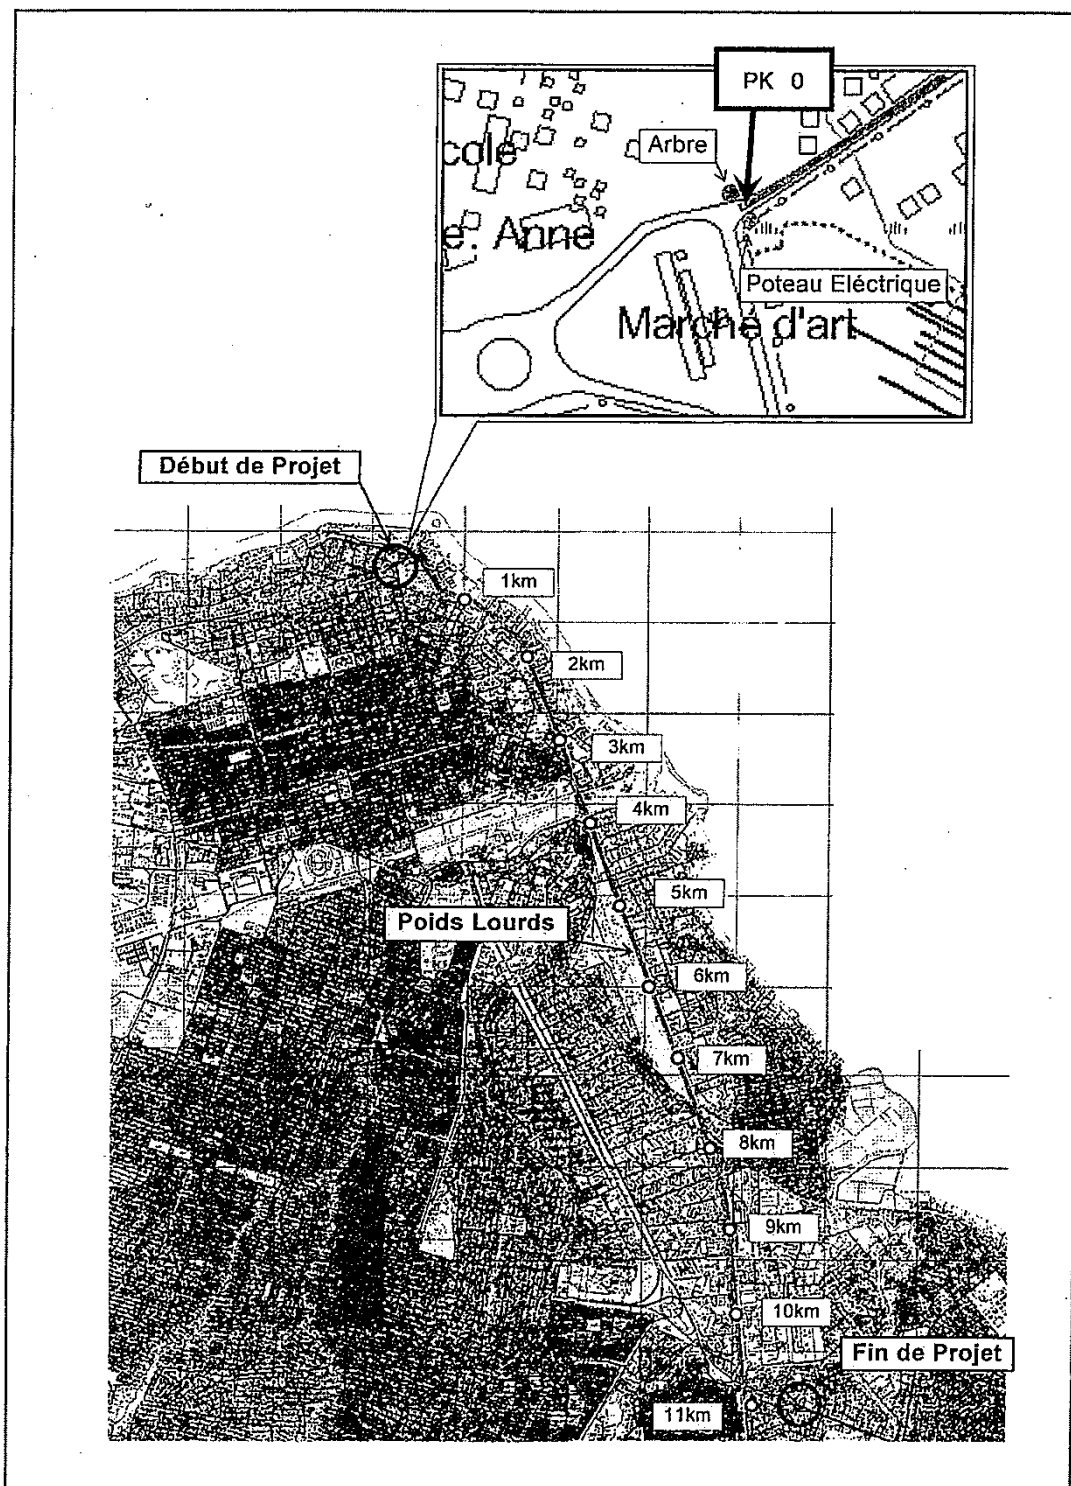 PK 0
Arbre
cole
e. Anne
Poteau Eléctrique
Marche d'art
Début de Projet
1km
2km
3km
4km
5km
Poids Lourds
6km
7km
8km
9km
10km
Fin de Projet
11km